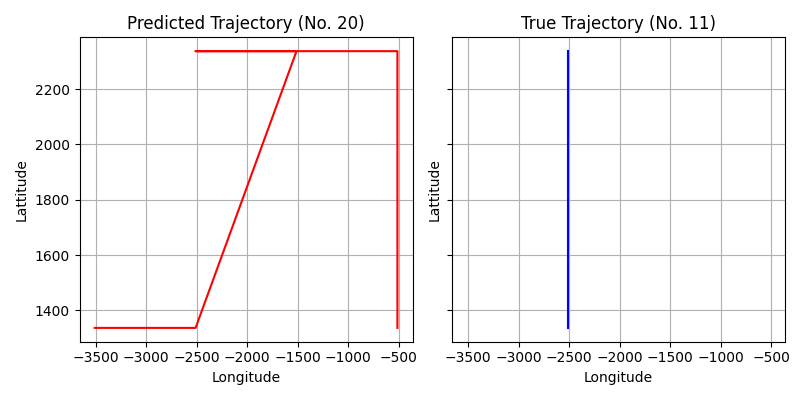 Predicted Trajectory (No. 20)
True Trajectory (No. 11)
Lattitude
2200
2000
1800
1600
1400
−3500 −3000 −2500 −2000 −1500 −1000 −500
Longitude
Lattitude
−3500 −3000 −2500 −2000 −1500 −1000 −500
Longitude